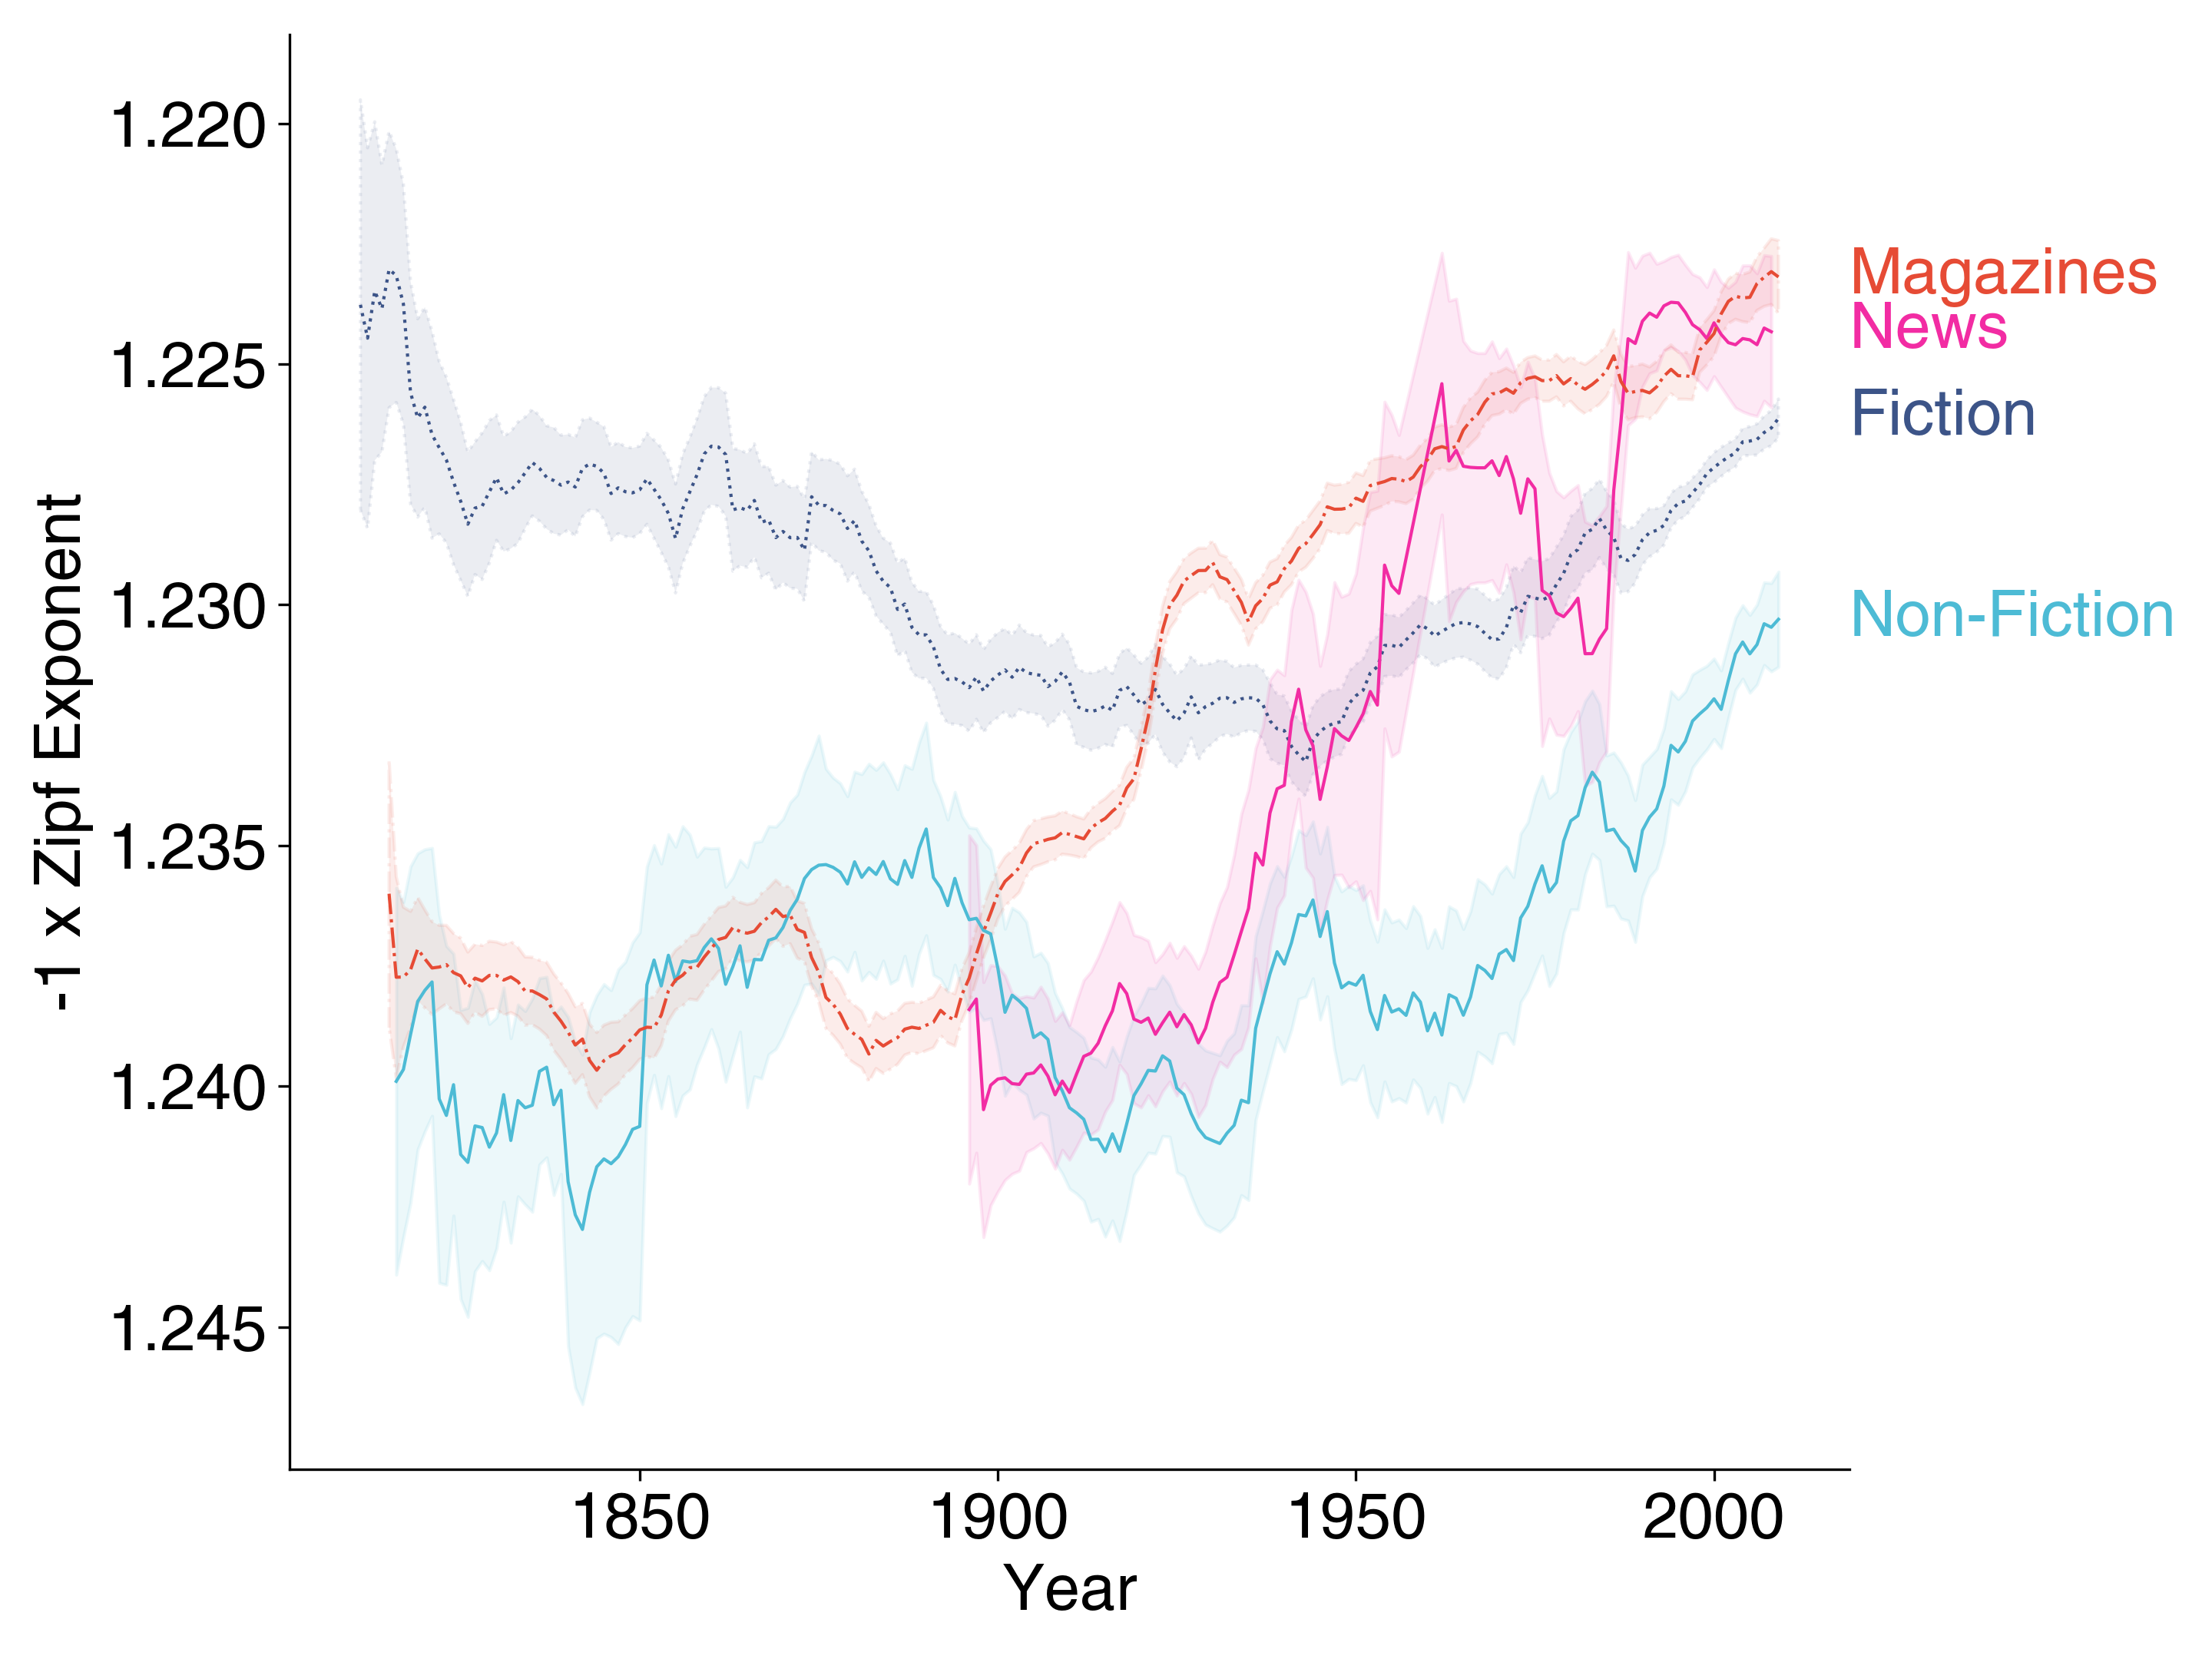 -1 x Zipf Exponent
1.220
1.225
1.230
1.235
1.240
1.245
1850
1900
1950
2000
Year
Magazines
News
Fiction
Non-Fiction